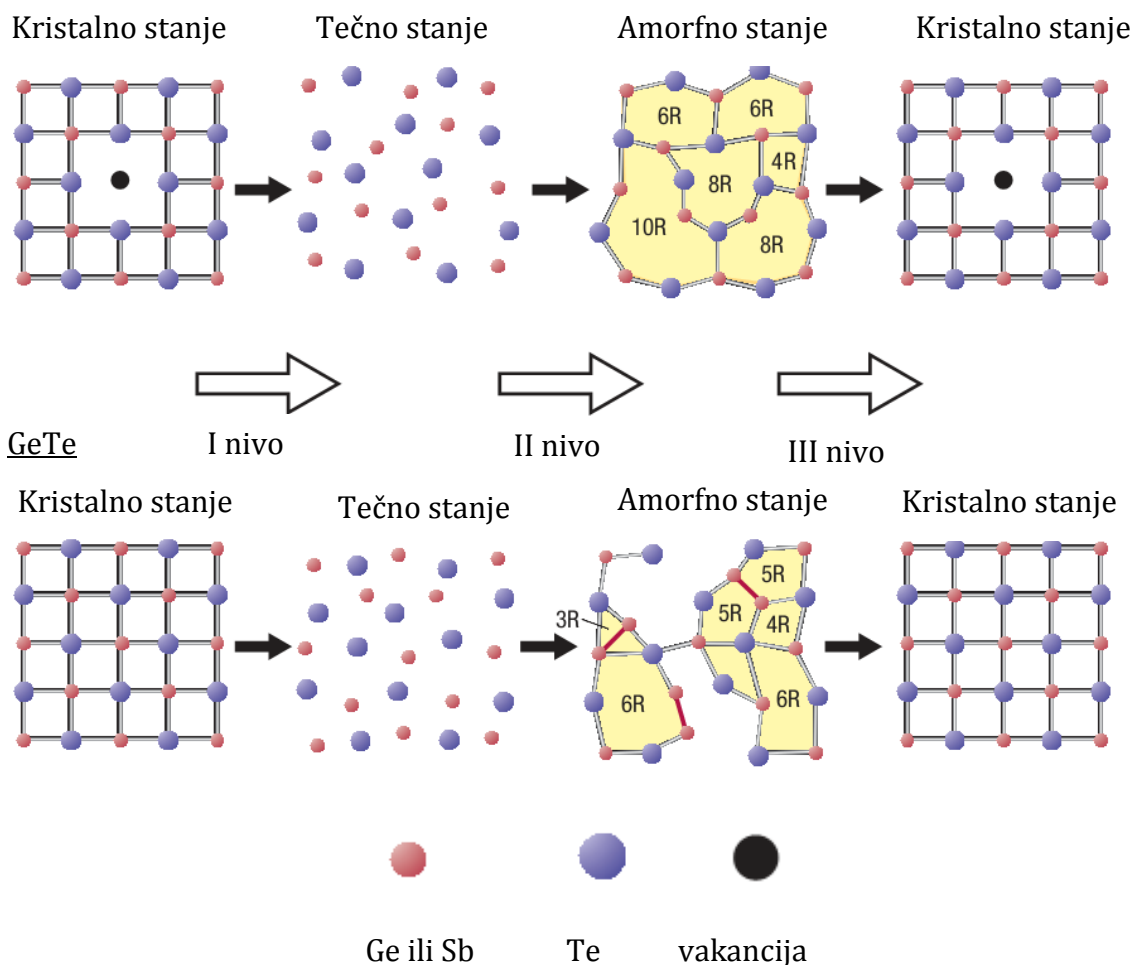 Kristalno stanje Tečno stanje Amorfno stanje Kristalno stanje
6R 6R
4R
8R
10R
8R
I nivo II nivo III nivo
GeTe
Kristalno stanje Tečno stanje Amorfno stanje Kristalno stanje
5R
3R 5R 4R
6R 6R
Ge ili Sb Te vakancija